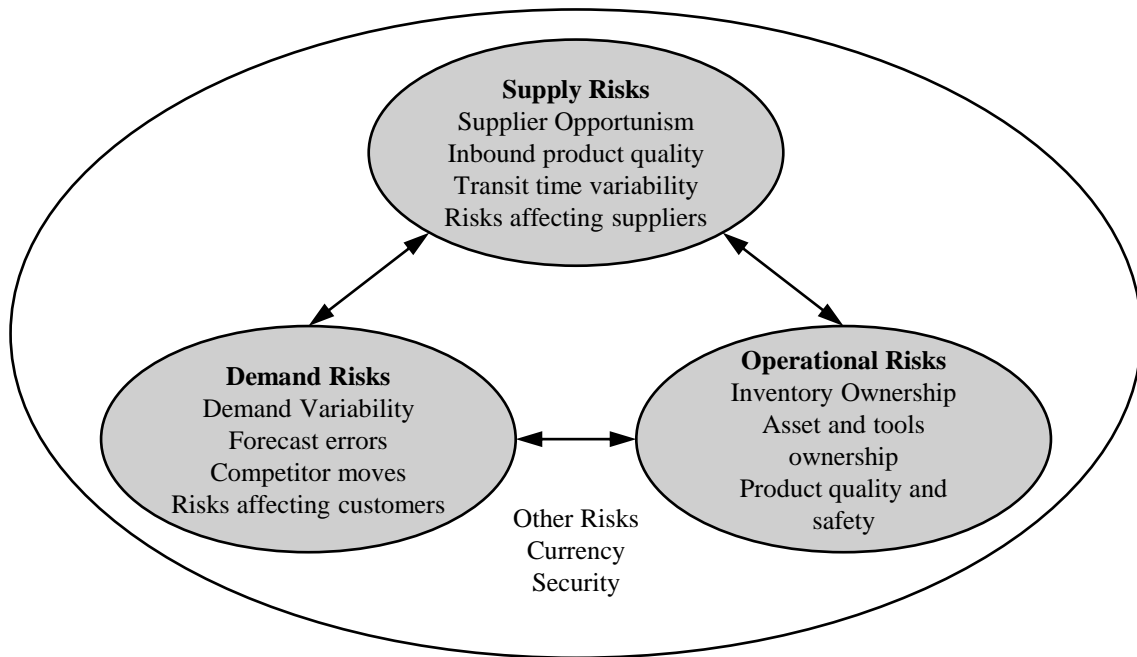 Supply Risks
Supplier Opportunism
Inbound product quality
Transit time variability
Risks affecting suppliers
Demand Risks
Demand Variability
Forecast errors
Competitor moves
Risks affecting customers
Operational Risks
Inventory Ownership
Asset and tools
ownership
Product quality and
safety
Other Risks
Currency
Security